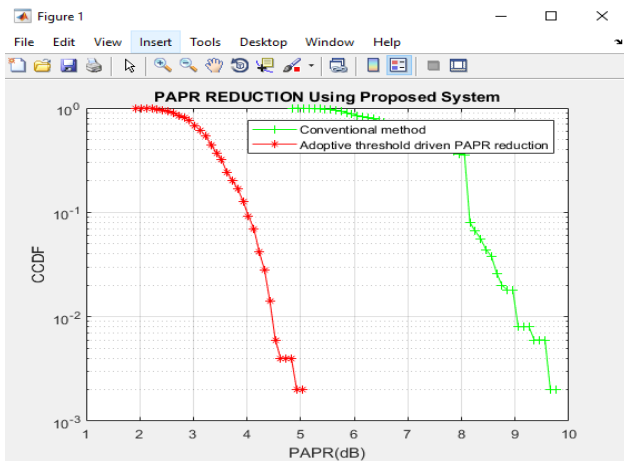 Figure 1
File Edit View Insert Tools Desktop Window Help
PAPR REDUCTION Using Proposed System
Conventional method
Adoptive threshold driven PAPR reduction
10^0
10^-1
10^-2
10^-3
CCDF
1 2 3 4 5 6 7 8 9 10
PAPR(dB)